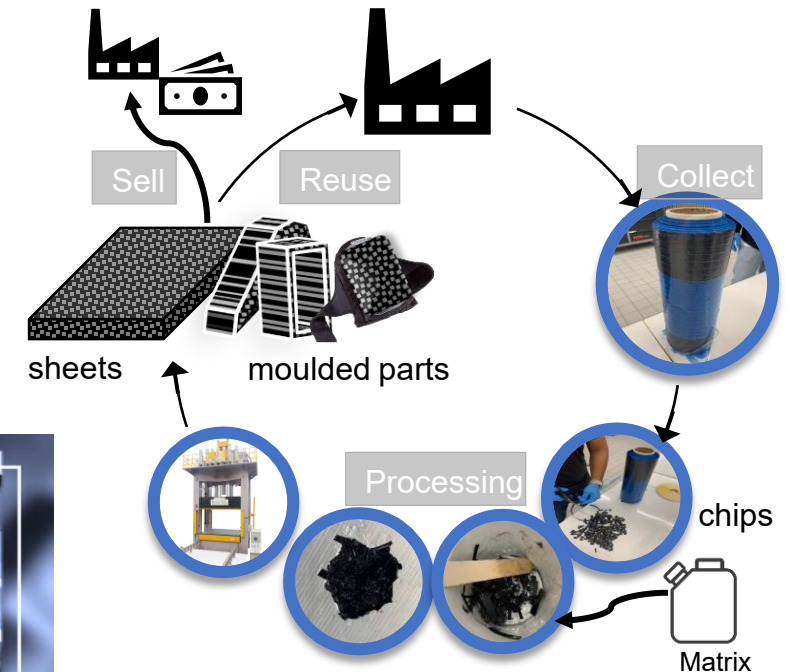 Sell
Reuse
Collect
sheets
moulded parts
Processing
chips
Matrix